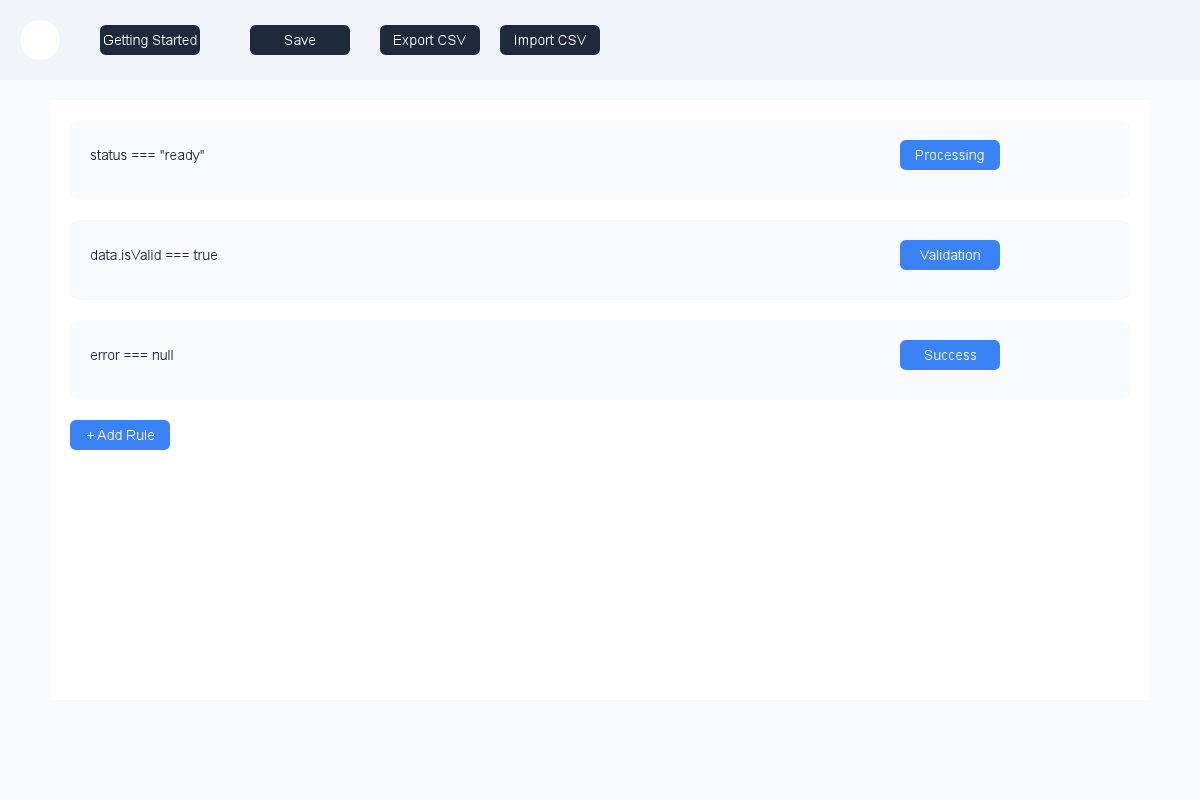 Getting Started
Save
Export CSV
Import CSV
status === "ready"
Processing
data.isValid === true
Validation
error === null
Success
+ Add Rule